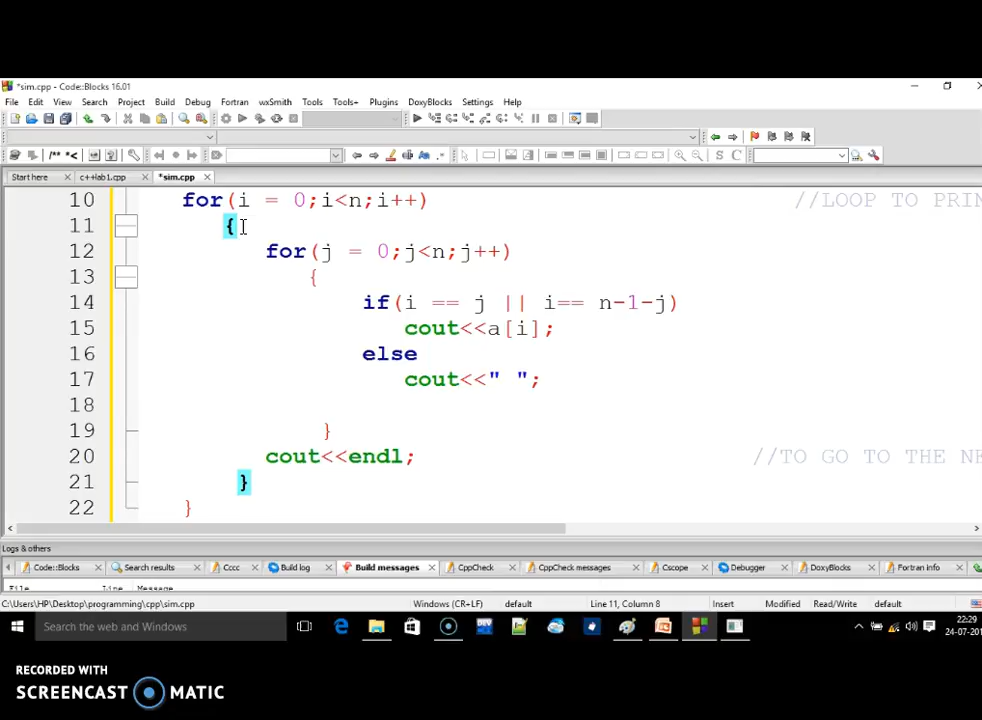 *sim.cpp - Code::Blocks 16.01
File Edit View Search Project Build Debug Fortran wxSmith Tools Tools+ Plugins DoxyBlocks Settings Help
/** *<
S C
Start here c++lab1.cpp *sim.cpp
10 for(i = 0;i<n;i++) //LOOP TO PRIN
11 {
12 for(j = 0;j<n;j++)
13 {
14 if(i == j || i== n-1-j)
15 cout<<a[i];
16 else
17 cout<<" ";
18
19 }
20 cout<<endl; //TO GO TO THE NE
21 }
22 }
Logs & others
Code::Blocks Search results Cccc Build log Build messages CppCheck CppCheck messages Cscope Debugger DoxyBlocks Fortran info
File Line Message
C:\Users\HP\Desktop\programming\cpp\sim.cpp Windows (CR+LF) default Line 11, Column 8 Insert Modified Read/Write default
Search the web and Windows
22:29
24-07-201
RECORDED WITH
SCREENCAST MATIC